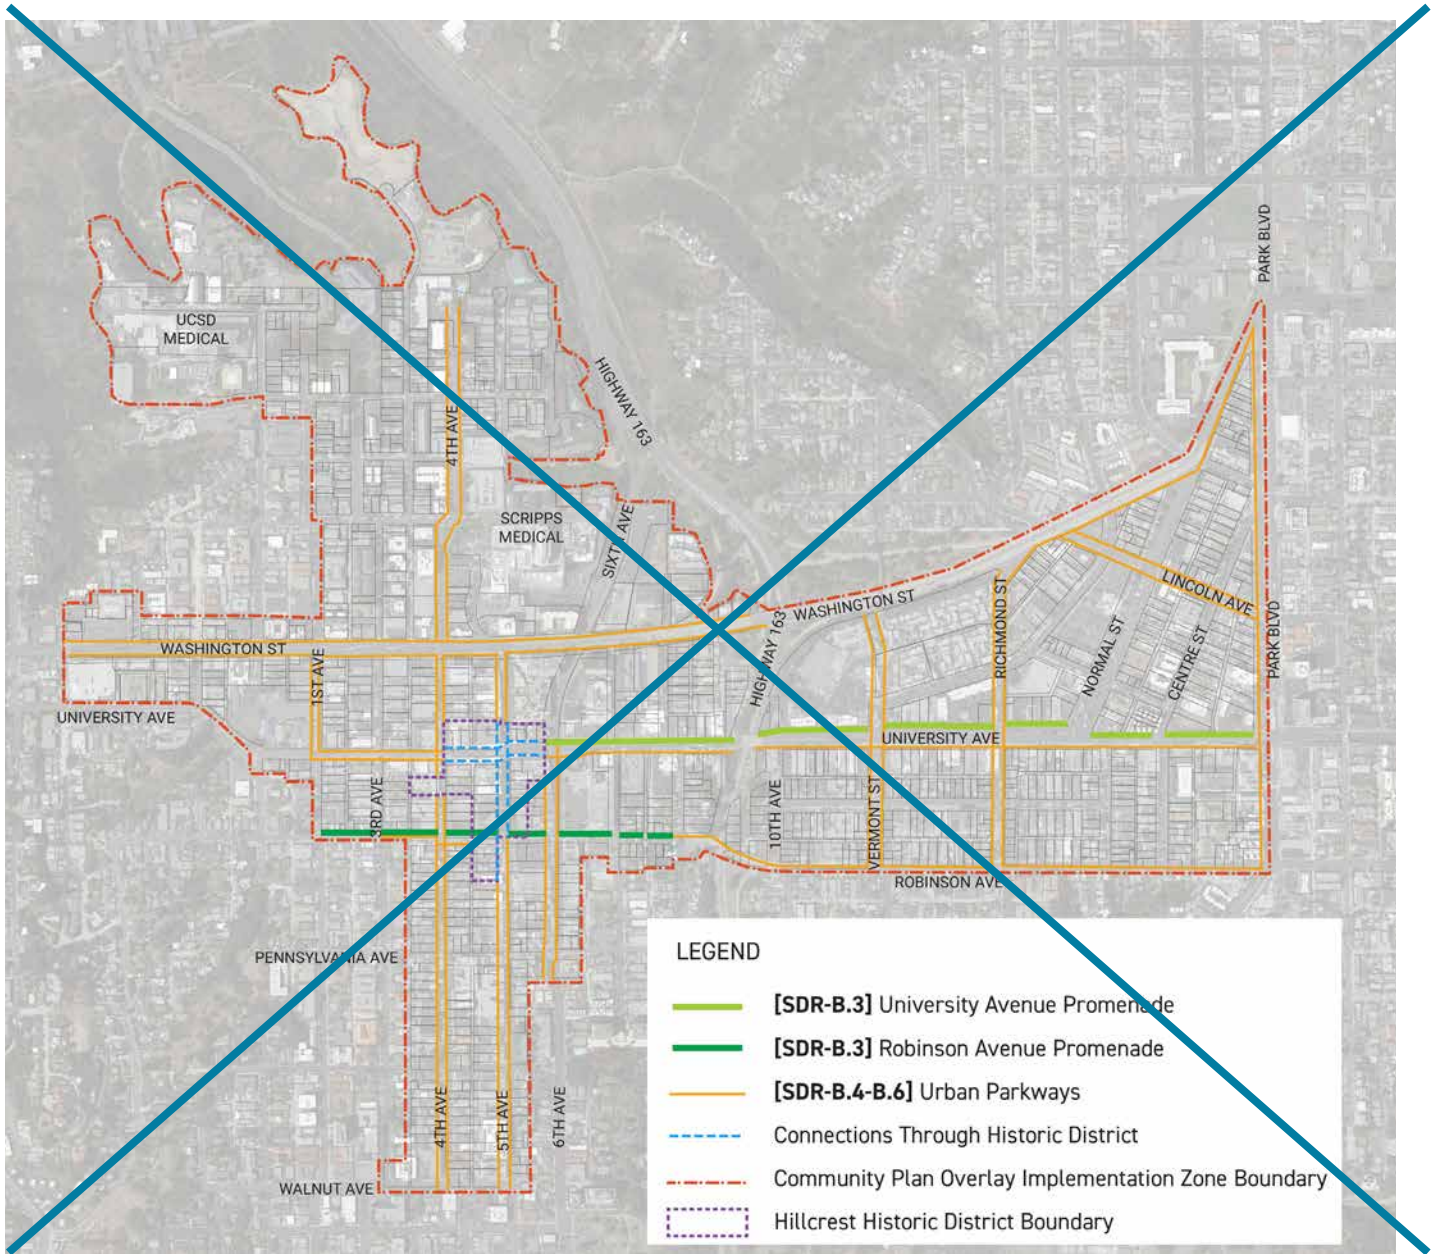 PARK BLVD
UCSD
MEDICAL
HIGHWAY 163
4TH AVE
SCRIPPS
MEDICAL
SIXTH AVE
WASHINGTON ST
LINCOLN AVE
RICHMOND ST
HIGHWAY 163
PARK BLVD
NORMAL ST
CENTRE ST
WASHINGTON ST
1ST AVE
UNIVERSITY AVE
UNIVERSITY AVE
3RD AVE
10TH AVE
VERMONT ST
ROBINSON AVE
PENNSYLVANIA AVE
4TH AVE
5TH AVE
6TH AVE
WALNUT AVE
LEGEND
[SDR-B.3] University Avenue Promenade
[SDR-B.3] Robinson Avenue Promenade
[SDR-B.4-B.6] Urban Parkways
Connections Through Historic District
Community Plan Overlay Implementation Zone Boundary
Hillcrest Historic District Boundary